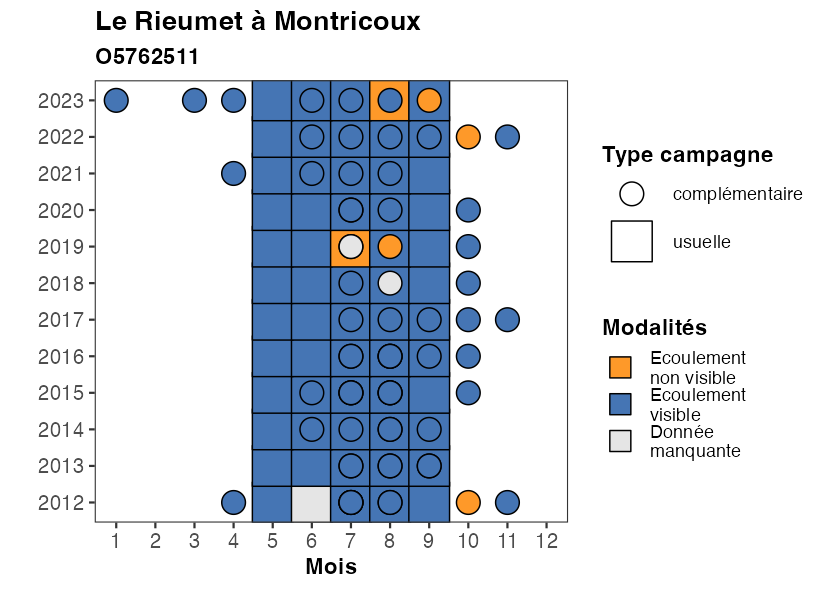 Le Rieumet à Montricoux
O5762511
2023
2022
2021
2020
2019
2018
2017
2016
2015
2014
2013
2012
1 2 3 4 5 6 7 8 9 10 11 12
Mois
Type campagne
complémentaire
usuelle
Modalités
Ecoulement
non visible
Ecoulement
visible
Donnée
manquante